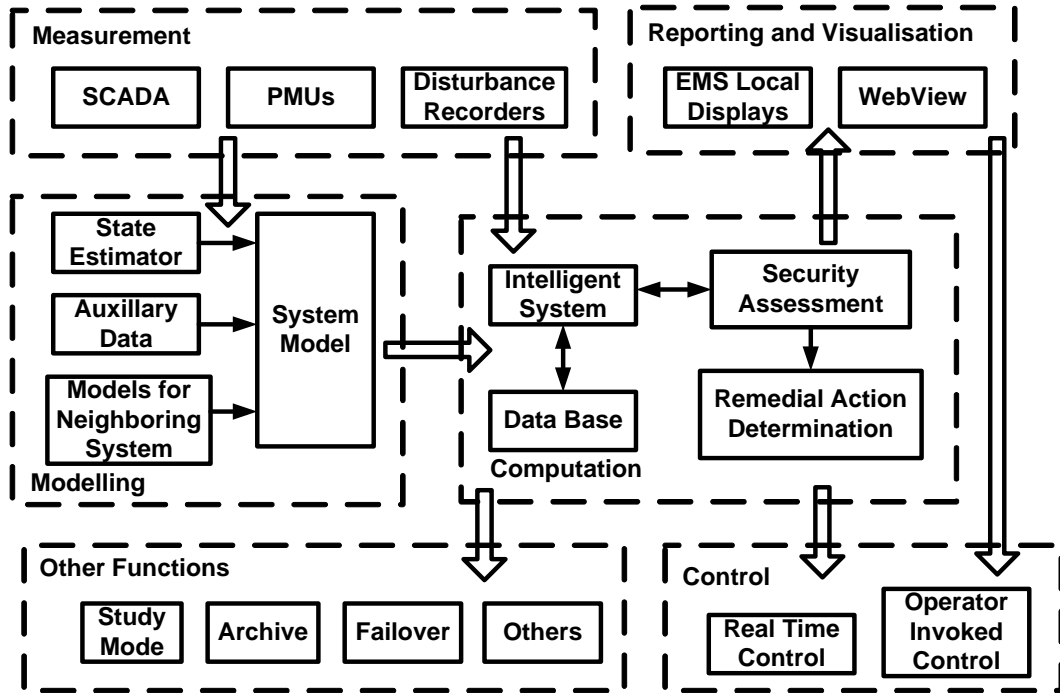 Measurement
SCADA
PMUs
Disturbance
Recorders
Reporting and Visualisation
EMS Local
Displays
WebView
State
Estimator
Auxillary
Data
Models for
Neighboring
System
System
Model
Modelling
Intelligent
System
Security
Assessment
Data Base
Remedial Action
Determination
Computation
Other Functions
Study
Mode
Archive
Failover
Others
Control
Real Time
Control
Operator
Invoked
Control